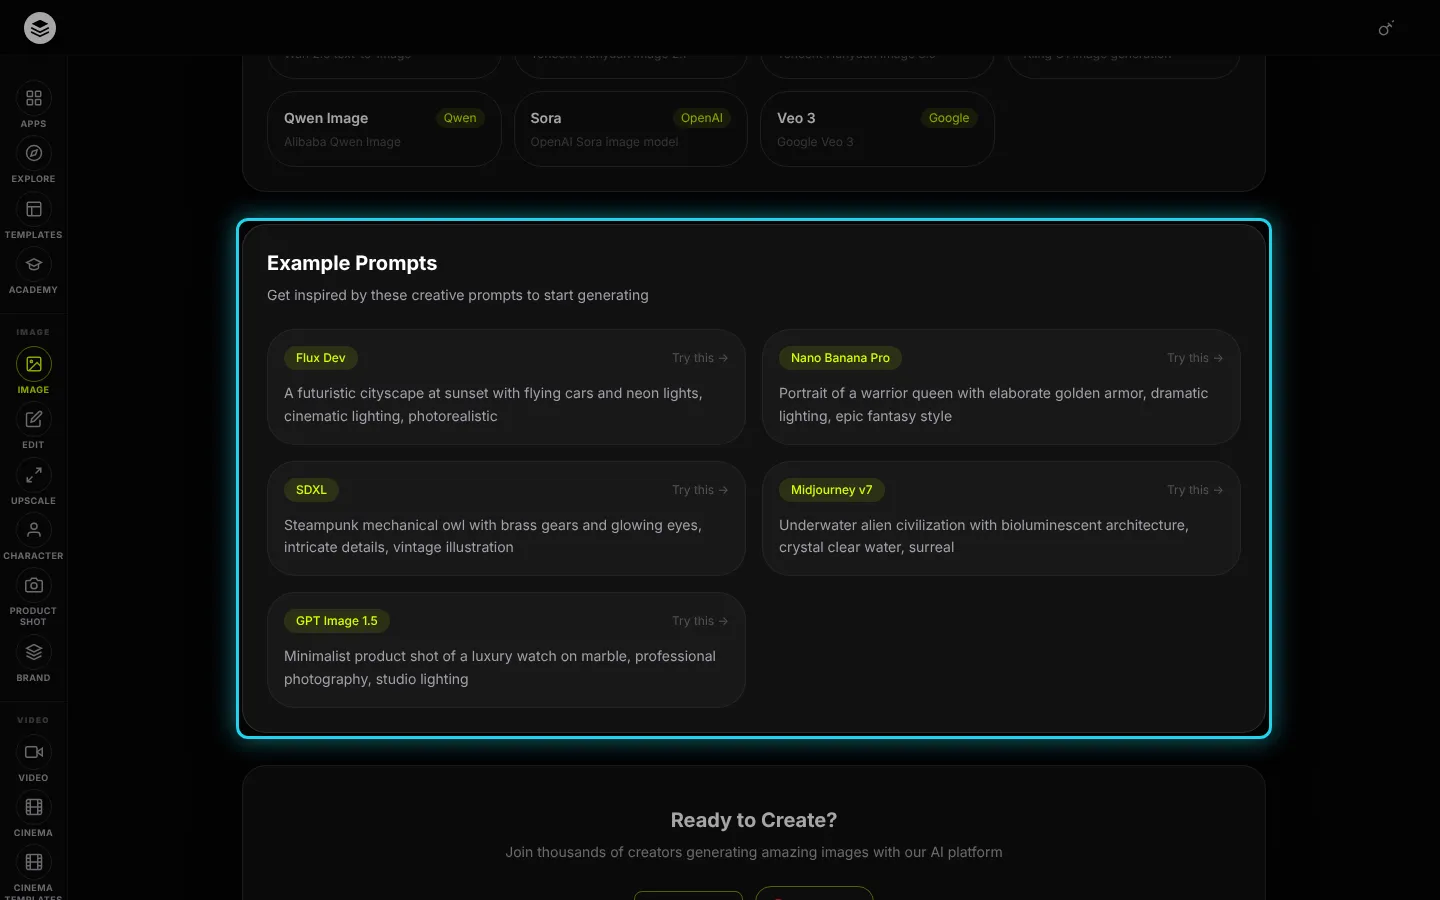 APPS
EXPLORE
TEMPLATES
ACADEMY
IMAGE
IMAGE
EDIT
UPSCALE
CHARACTER
PRODUCT
SHOT
BRAND
VIDEO
VIDEO
CINEMA
CINEMA
TEMPLATES
Qwen Image Qwen
Alibaba Qwen Image
Sora OpenAI
OpenAI Sora image model
Veo 3 Google
Google Veo 3
Example Prompts
Get inspired by these creative prompts to start generating
Flux Dev Try this →
A futuristic cityscape at sunset with flying cars and neon lights,
cinematic lighting, photorealistic
Nano Banana Pro Try this →
Portrait of a warrior queen with elaborate golden armor, dramatic
lighting, epic fantasy style
SDXL Try this →
Steampunk mechanical owl with brass gears and glowing eyes,
intricate details, vintage illustration
Midjourney v7 Try this →
Underwater alien civilization with bioluminescent architecture,
crystal clear water, surreal
GPT Image 1.5 Try this →
Minimalist product shot of a luxury watch on marble, professional
photography, studio lighting
Ready to Create?
Join thousands of creators generating amazing images with our AI platform